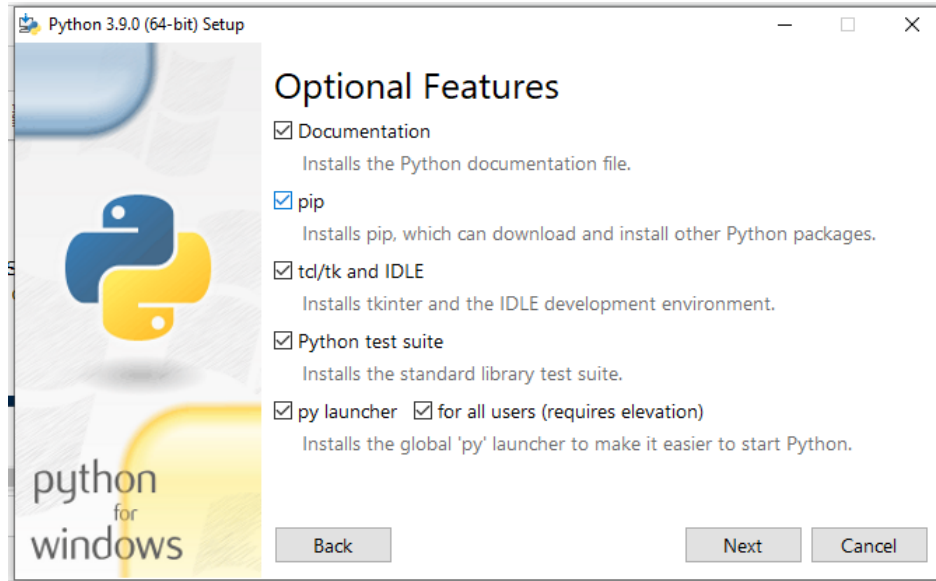 Python 3.9.0 (64-bit) Setup
Optional Features
Documentation
Installs the Python documentation file.
pip
Installs pip, which can download and install other Python packages.
tcl/tk and IDLE
Installs tkinter and the IDLE development environment.
Python test suite
Installs the standard library test suite.
py launcher for all users (requires elevation)
Installs the global 'py' launcher to make it easier to start Python.
python
for
windows
Back Next Cancel